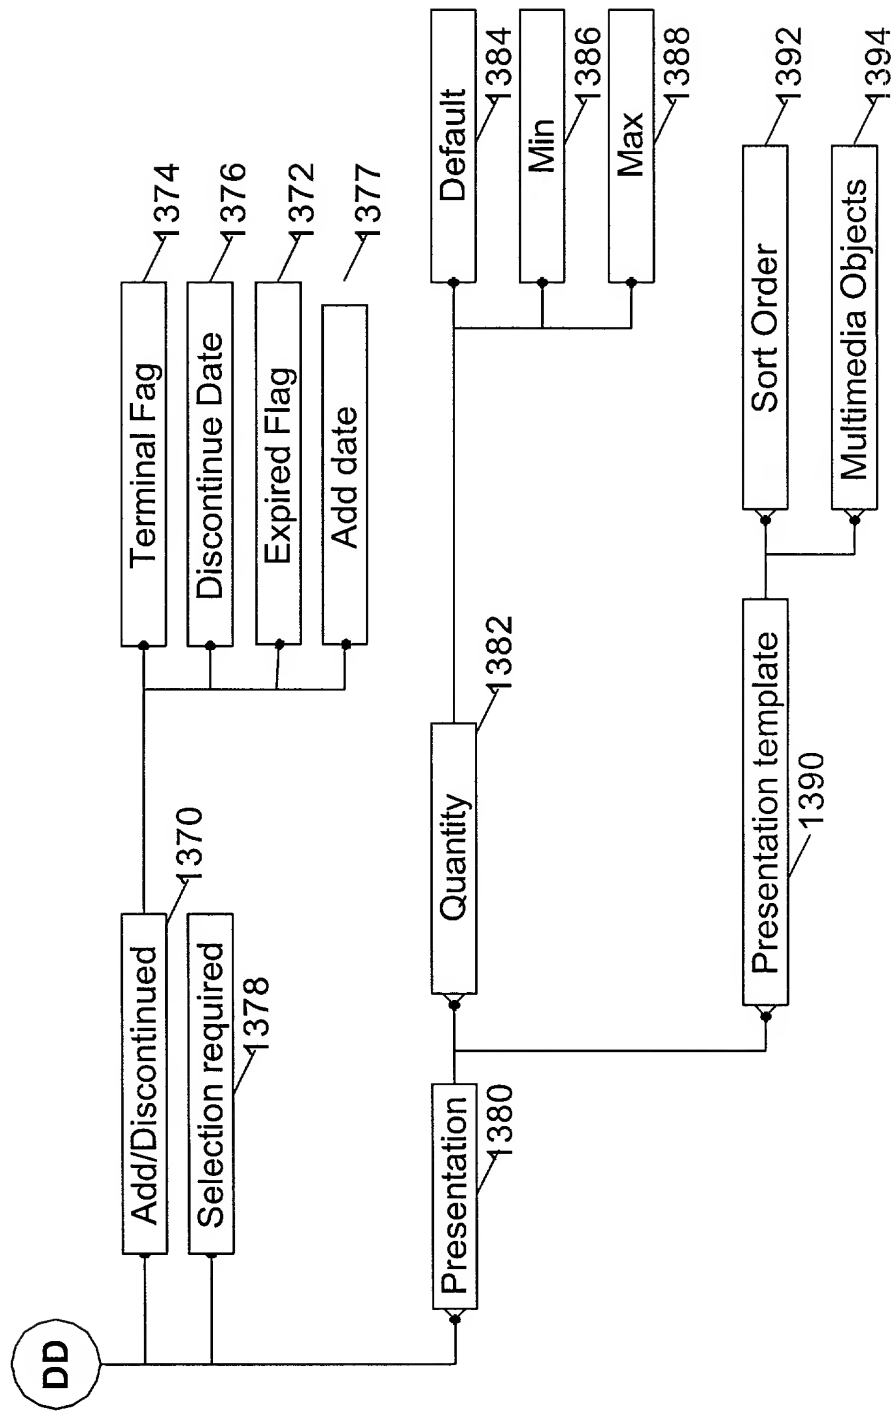 DD
Add/Discontinued
1370
Terminal Fag
1374
Discontinue Date
1376
Expired Flag
1372
Add date
1377
Selection required
1378
Presentation
1380
Quantity
1382
Default
1384
Min
1386
Max
1388
Presentation template
1390
Sort Order
1392
Multimedia Objects
1394